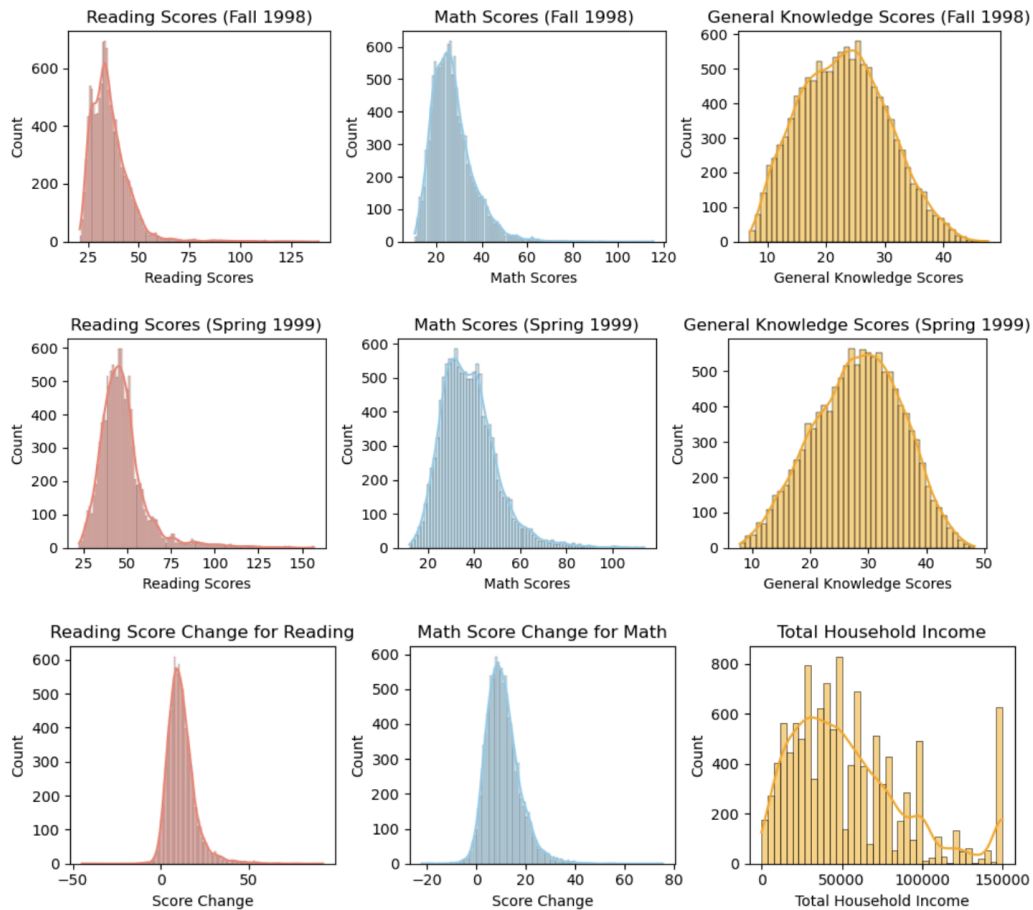 Reading Scores (Fall 1998)
Math Scores (Fall 1998)
General Knowledge Scores (Fall 1998)
600
400
200
0
Count
25 50 75 100 125
Reading Scores
600
500
400
300
200
100
0
Count
20 40 60 80 100 120
Math Scores
600
500
400
300
200
100
0
Count
10 20 30 40
General Knowledge Scores
Reading Scores (Spring 1999)
Math Scores (Spring 1999)
General Knowledge Scores (Spring 1999)
600
500
400
300
200
100
0
Count
25 50 75 100 125 150
Reading Scores
600
500
400
300
200
100
0
Count
20 40 60 80 100
Math Scores
500
400
300
200
100
0
Count
10 20 30 40 50
General Knowledge Scores
Reading Score Change for Reading
Math Score Change for Math
Total Household Income
600
500
400
300
200
100
0
Count
−50 0 50
Score Change
600
500
400
300
200
100
0
Count
−20 0 20 40 60 80
Score Change
800
600
400
200
0
Count
0 50000 100000 150000
Total Household Income